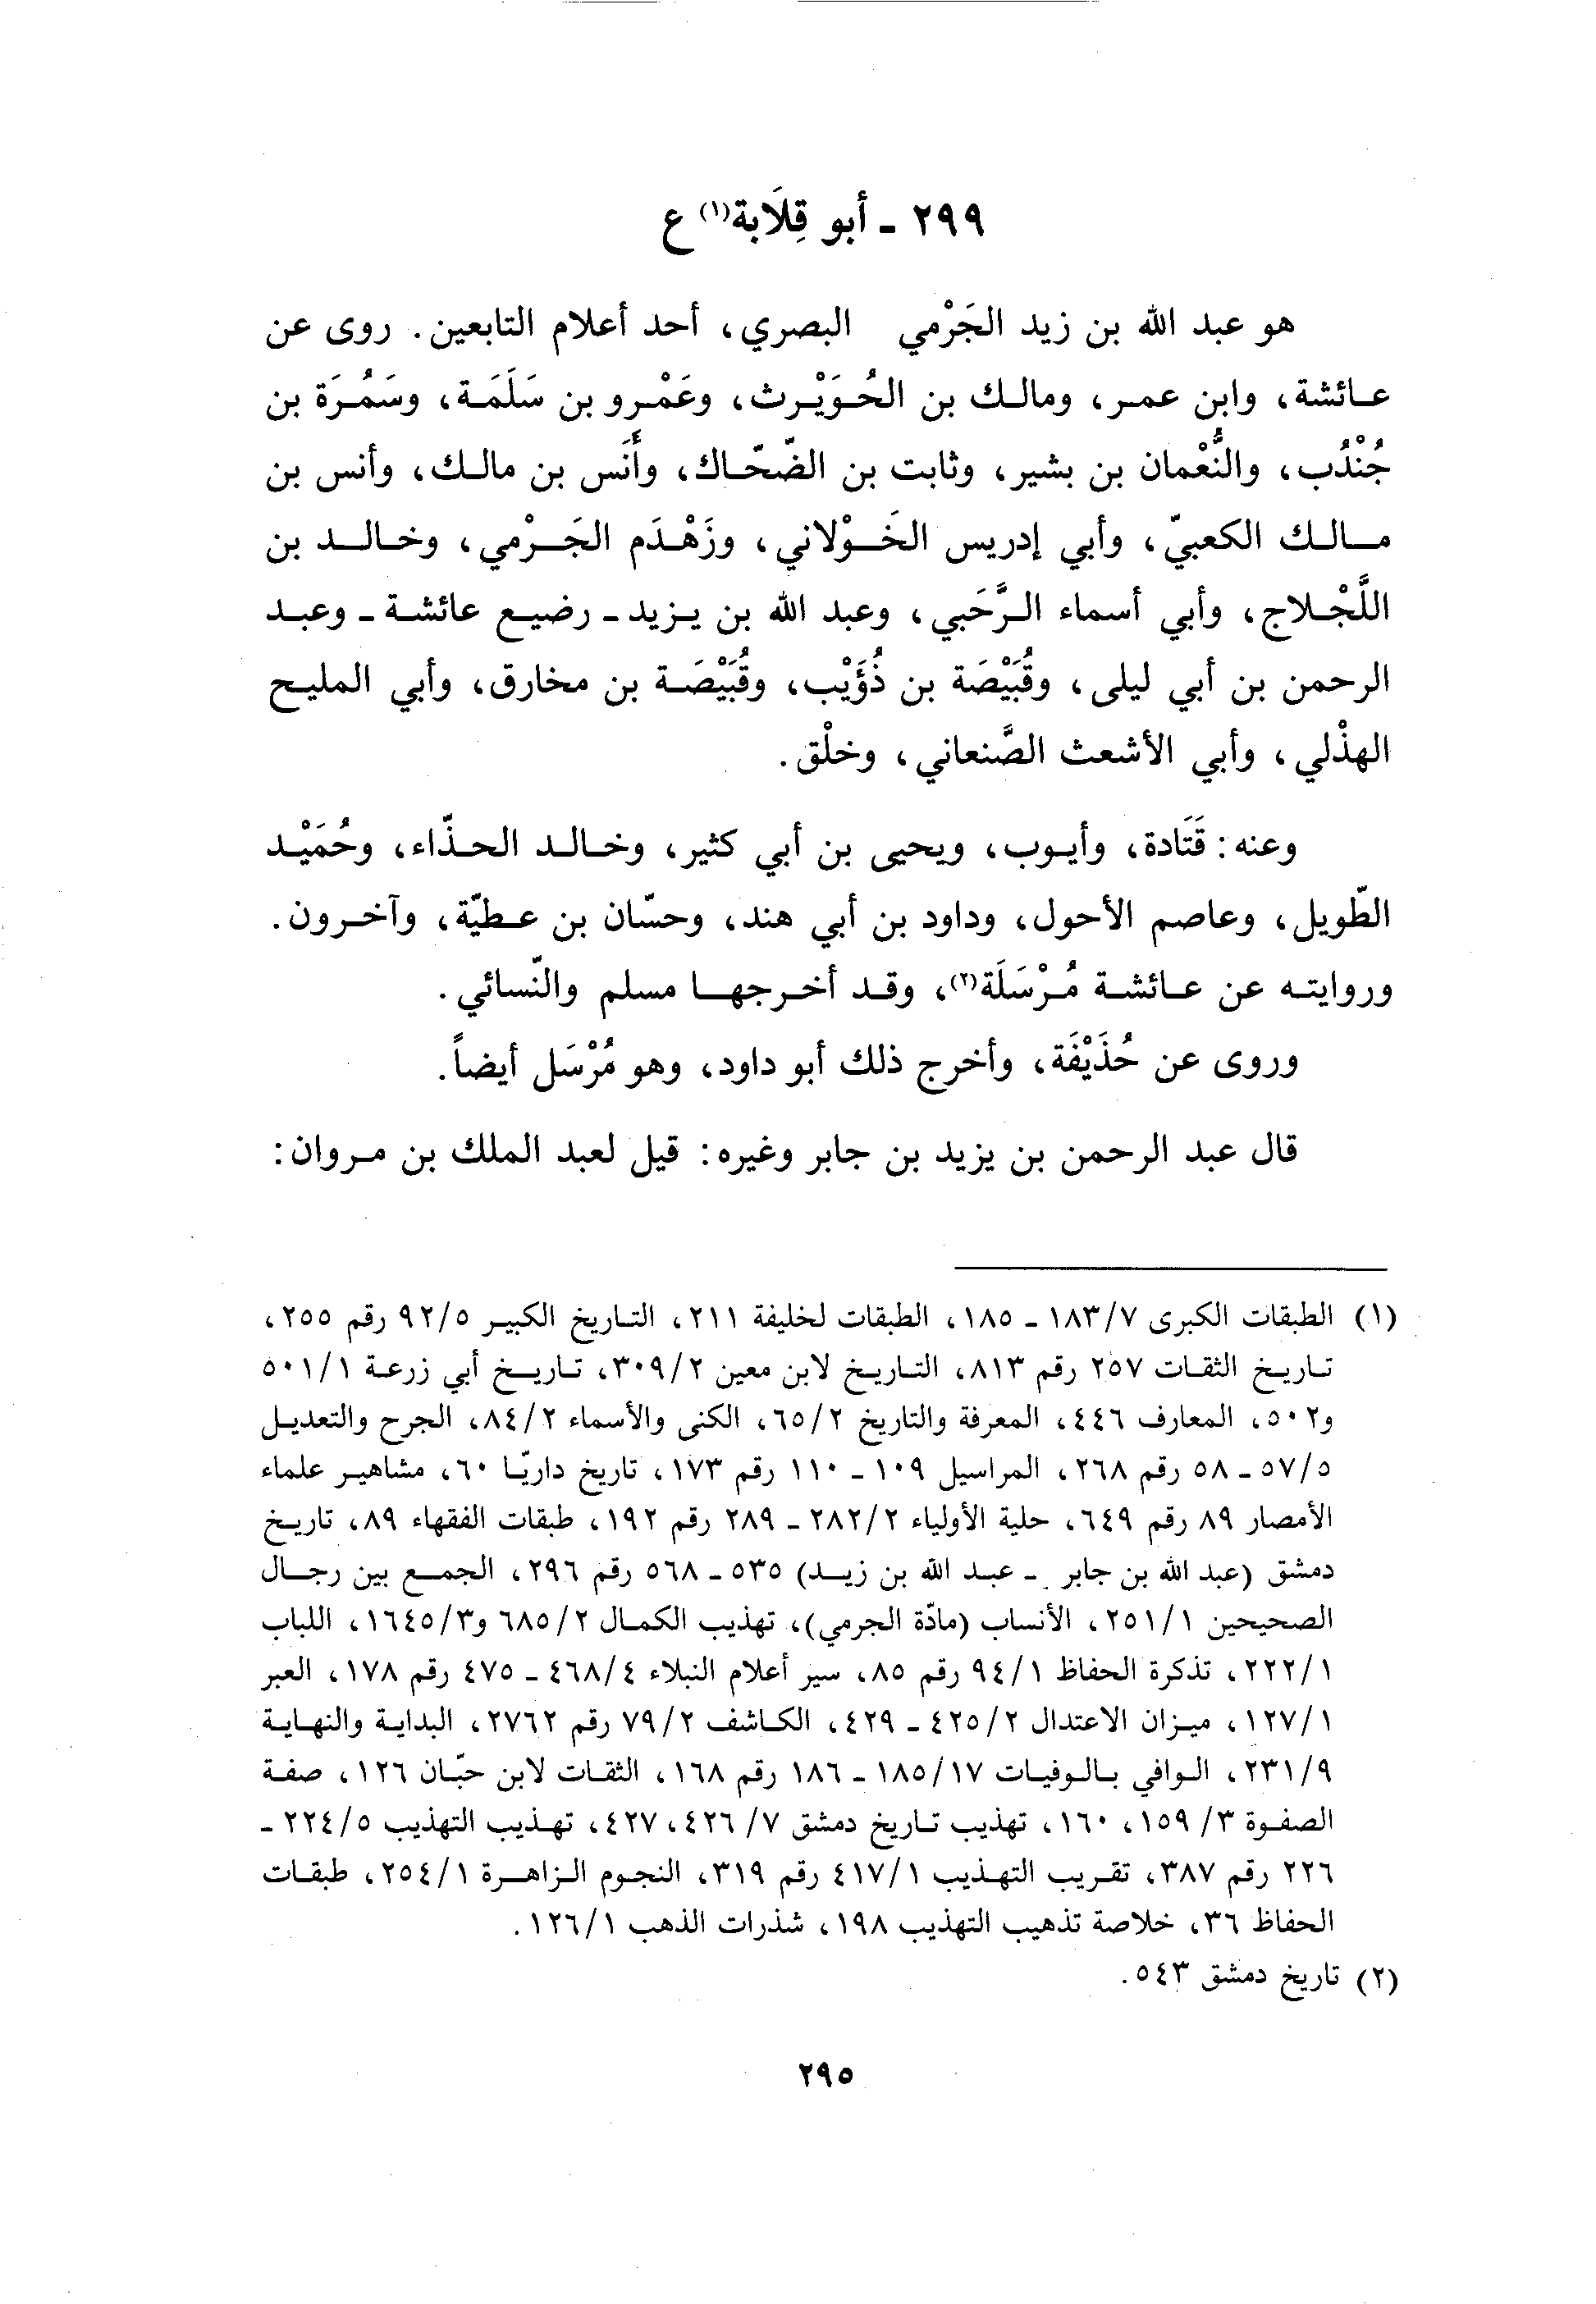 ٢٩٩ - أبو قِلَابة(١) ع
هو عبد الله بن زيد الجَرْمي البصري، أحد أعلام التابعين. روى عن
عائشة، وابن عمر، ومالك بن الحُوَيْرث، وعَمْرو بن سَلَمَة، وسَمُرَة بن
جُنْدُب، والنُّعْمان بن بشير، وثابت بن الضّحّاك، وأَنَس بن مالك، وأنس بن
مالك الكعبيّ، وأبي إدريس الخَوْلاني، وزَهْدَم الجَرْمي، وخالد بن
اللَّجْلاج، وأبي أسماء الرَّحَبي، وعبد الله بن يزيد - رضيع عائشة - وعبد
الرحمن بن أبي ليلى، وقُبَيْصَة بن ذُؤَيْب، وقُبَيْصَة بن مخارق، وأبي المليح
الهذْلي، وأبي الأشعث الصَّنعاني، وخلْق.
وعنه: قَتَادة، وأيوب، ويحيى بن أبي كثير، وخالد الحذّاء، وحُمَيْد
الطّويل، وعاصم الأحول، وداود بن أبي هند، وحسّان بن عطيّة، وآخرون.
وروايته عن عائشة مُرْسَلَة(٢)، وقد أخرجها مسلم والنّسائي.
وروى عن حُذَيْفَة، وأخرج ذلك أبو داود، وهو مُرْسَل أيضاً.
قال عبد الرحمن بن يزيد بن جابر وغيره: قيل لعبد الملك بن مروان:
(١) الطبقات الكبرى ١٨٣/٧ - ١٨٥، الطبقات لخليفة ٢١١، التاريخ الكبير ٩٢/٥ رقم ٢٥٥،
تاريخ الثقات ٢٥٧ رقم ٨١٣، التاريخ لابن معين ٣٠٩/٢، تاريخ أبي زرعة ٥٠١/١
و٥٠٢، المعارف ٤٤٦، المعرفة والتاريخ ٦٥/٢، الكنى والأسماء ٨٤/٢، الجرح والتعديل
٥٧/٥ - ٥٨ رقم ٢٦٨، المراسيل ١٠٩ - ١١٠ رقم ١٧٣، تاريخ داريّا ٦٠، مشاهير علماء
الأمصار ٨٩ رقم ٦٤٩، حلية الأولياء ٢٨٢/٢ - ٢٨٩ رقم ١٩٢، طبقات الفقهاء ٨٩، تاريخ
دمشق (عبد الله بن جابر - عبد الله بن زيد) ٥٣٥ - ٥٦٨ رقم ٢٩٦، الجمع بين رجال
الصحيحين ٢٥١/١، الأنساب (مادّة الجرمي)، تهذيب الكمال ٦٨٥/٢ و١٦٤٥/٣، اللباب
٢٢٢/١، تذكرة الحفاظ ٩٤/١ رقم ٨٥، سير أعلام النبلاء ٤٦٨/٤ - ٤٧٥ رقم ١٧٨، العبر
١٢٧/١، ميزان الاعتدال ٤٢٥/٢ - ٤٢٩، الكاشف ٧٩/٢ رقم ٢٧٦٢، البداية والنهاية
٢٣١/٩، الوافي بالوفيات ١٨٥/١٧ - ١٨٦ رقم ١٦٨، الثقات لابن حبّان ١٢٦، صفة
الصفوة ٣/ ١٥٩، ١٦٠، تهذيب تاريخ دمشق ٧/ ٤٢٦، ٤٢٧، تهذيب التهذيب ٢٢٤/٥ -
٢٢٦ رقم ٣٨٧، تقريب التهذيب ٤١٧/١ رقم ٣١٩، النجوم الزاهرة ٢٥٤/١، طبقات
الحفاظ ٣٦، خلاصة تذهيب التهذيب ١٩٨، شذرات الذهب ١٢٦/١.
(٢) تاريخ دمشق ٥٤٣.
٢٩٥